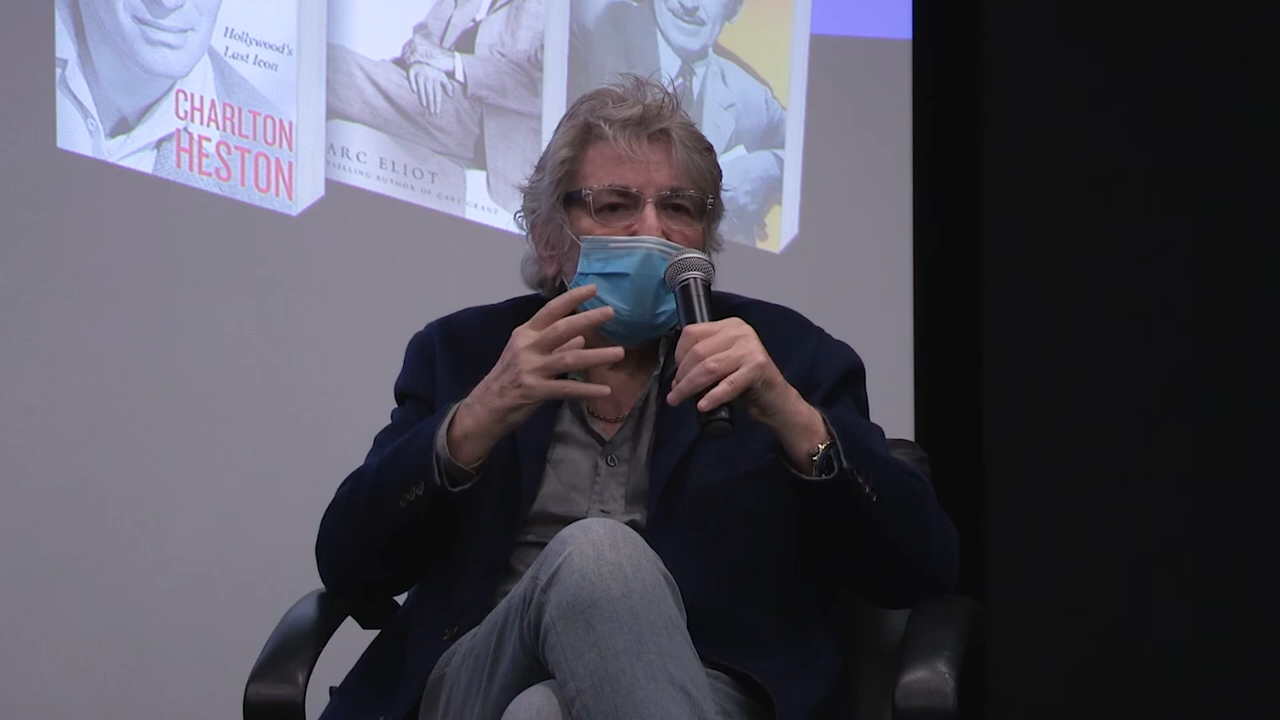 Hollywood's
Last Icon
CHARLTON
HESTON
ARC ELIOT
SELLING AUTHOR OF CARY GRANT